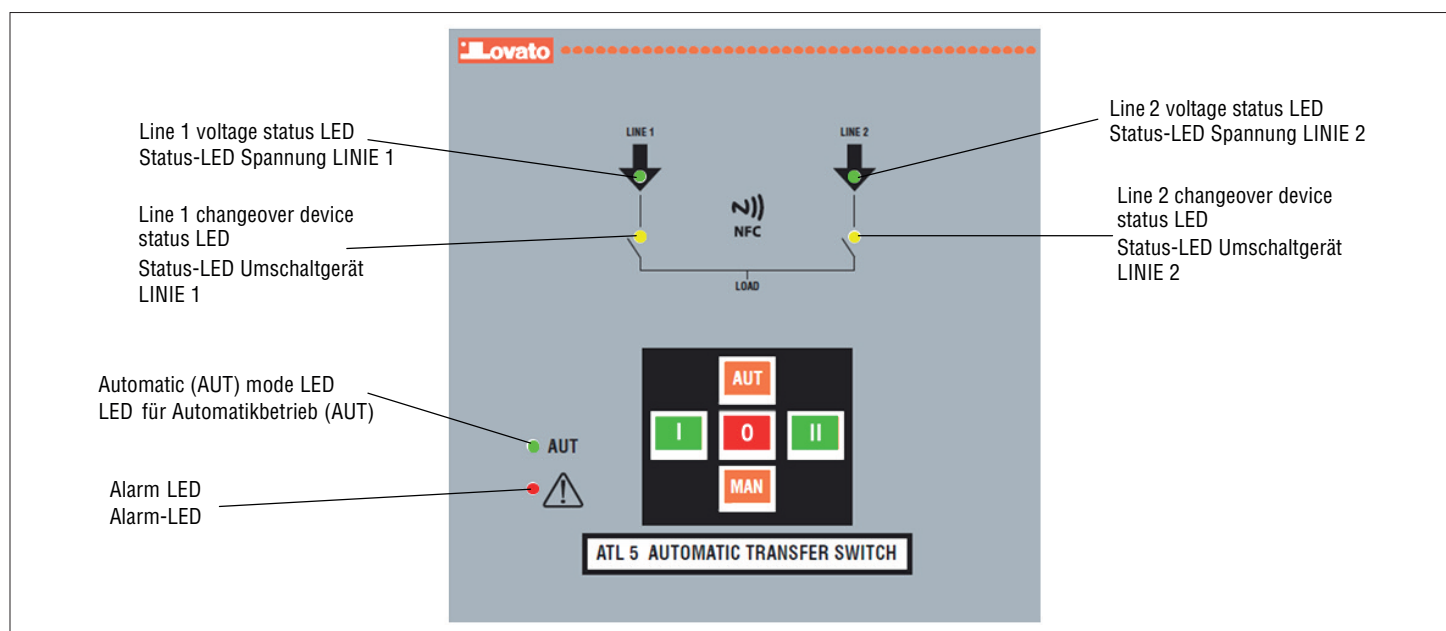 Lovato
Line 1 voltage status LED
Status-LED Spannung LINIE 1
Line 2 voltage status LED
Status-LED Spannung LINIE 2
LINE 1
LINE 2
Line 1 changeover device
status LED
Status-LED Umschaltgerät
LINIE 1
NFC
Line 2 changeover device
status LED
Status-LED Umschaltgerät
LINIE 2
LOAD
Automatic (AUT) mode LED
LED für Automatikbetrieb (AUT)
AUT
I
0
II
MAN
AUT
Alarm LED
Alarm-LED
ATL 5 AUTOMATIC TRANSFER SWITCH